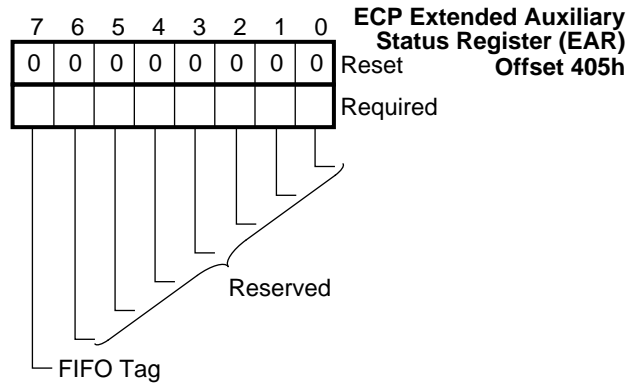 ECP Extended Auxiliary
Status Register (EAR)
Offset 405h
7 6 5 4 3 2 1 0
0 0 0 0 0 0 0 0 Reset
Required
Reserved
FIFO Tag